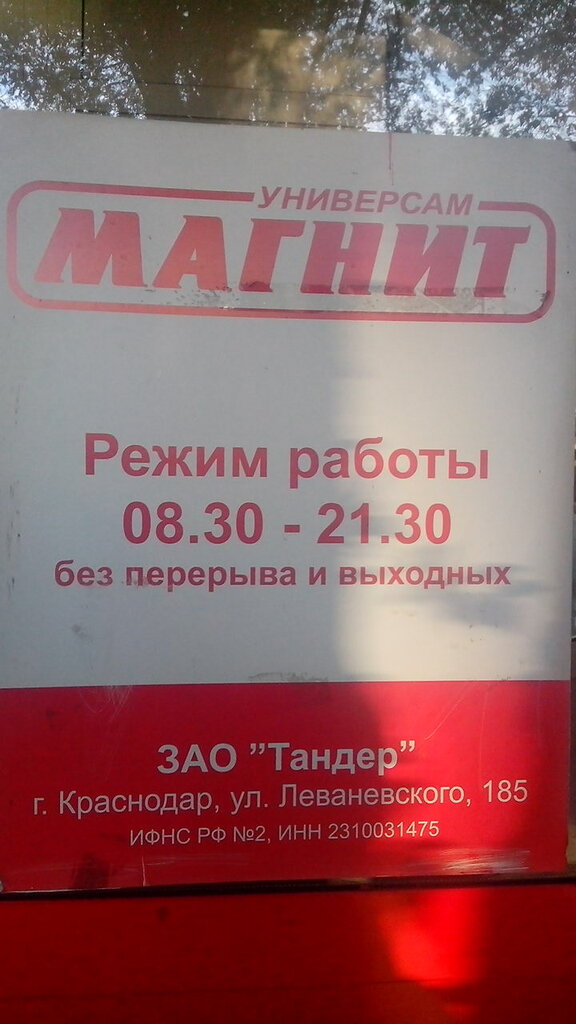 УНИВЕРСАМ
МАГНИТ
Режим работы
08.30 - 21.30
без перерыва и выходных
ЗАО ”Тандер”
г. Краснодар, ул. Леваневского, 185
ИФНС РФ №2, ИНН 2310031475